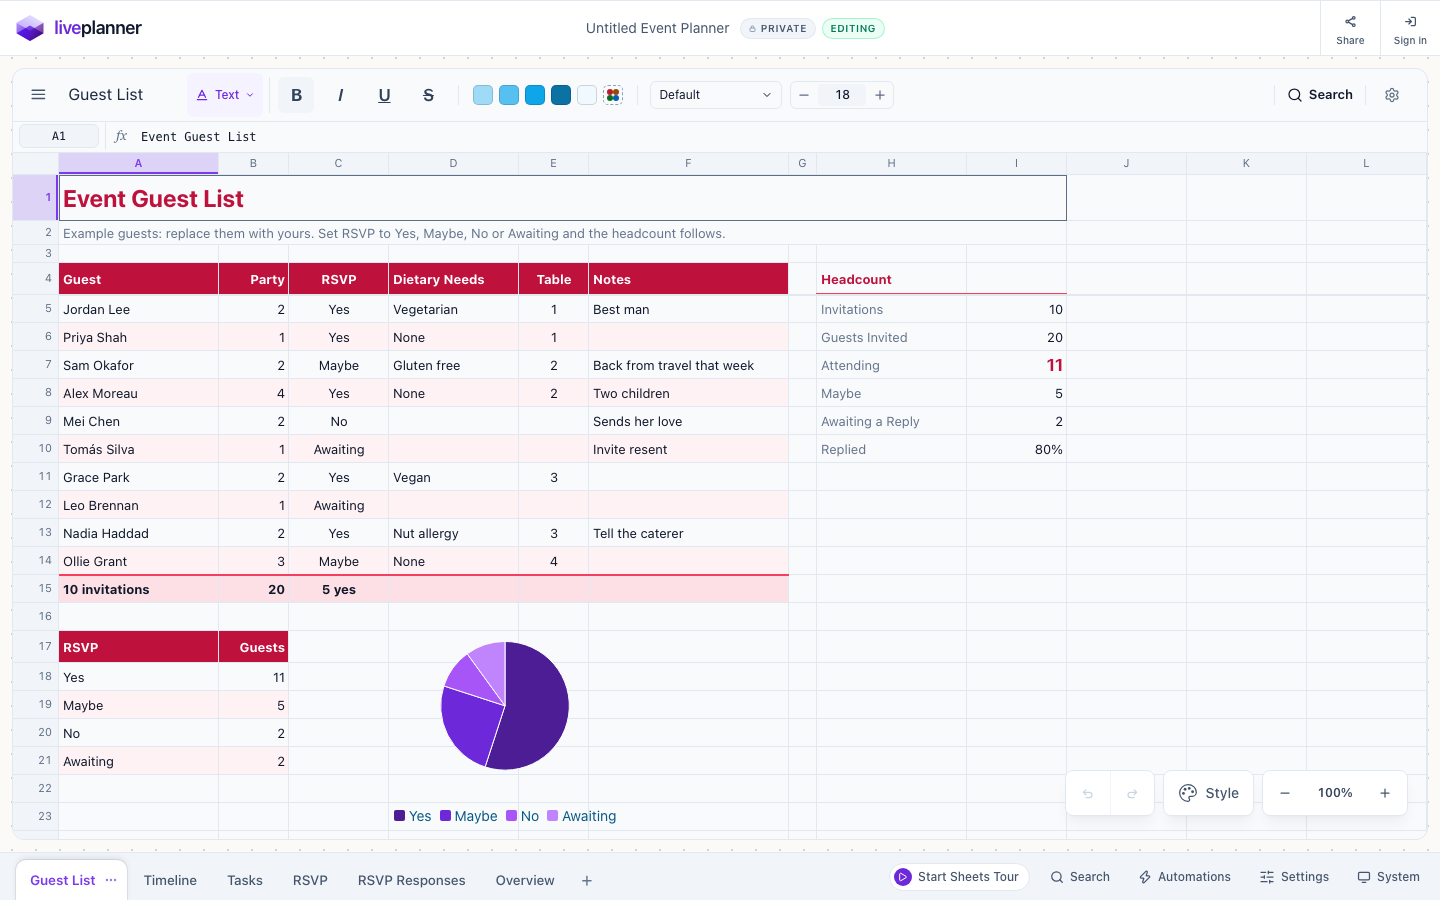 liveplanner
Untitled Event Planner
PRIVATE
EDITING
Share
Sign in
Guest List
A Text
B I U S
Default
18
Search
A1
fx
Event Guest List
A B C D E F G H I J K L
1 Event Guest List
2 Example guests: replace them with yours. Set RSVP to Yes, Maybe, No or Awaiting and the headcount follows.
3
4 Guest Party RSVP Dietary Needs Table Notes Headcount
5 Jordan Lee 2 Yes Vegetarian 1 Best man Invitations 10
6 Priya Shah 1 Yes None 1 Guests Invited 20
7 Sam Okafor 2 Maybe Gluten free 2 Back from travel that week Attending 11
8 Alex Moreau 4 Yes None 2 Two children Maybe 5
9 Mei Chen 2 No Sends her love Awaiting a Reply 2
10 Tomás Silva 1 Awaiting Invite resent Replied 80%
11 Grace Park 2 Yes Vegan 3
12 Leo Brennan 1 Awaiting
13 Nadia Haddad 2 Yes Nut allergy 3 Tell the caterer
14 Ollie Grant 3 Maybe None 4
15 10 invitations 20 5 yes
16
17 RSVP Guests
18 Yes 11
19 Maybe 5
20 No 2
21 Awaiting 2
22
23
Yes Maybe No Awaiting
Style
100%
Guest List
Timeline
Tasks
RSVP
RSVP Responses
Overview
Start Sheets Tour
Search
Automations
Settings
System